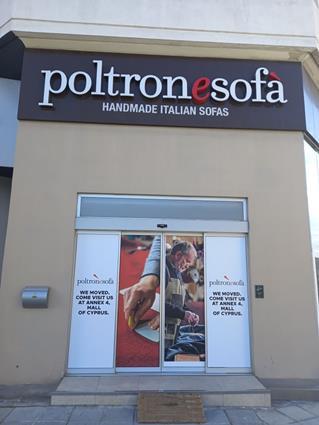 poltronesofà
HANDMADE ITALIAN SOFAS
poltronesofà
WE MOVED,
COME VISIT US
AT ANNEX 4,
MALL
OF CYPRUS.
poltronesofà
WE MOVED,
COME VISIT US
AT ANNEX 4,
MALL
OF CYPRUS.